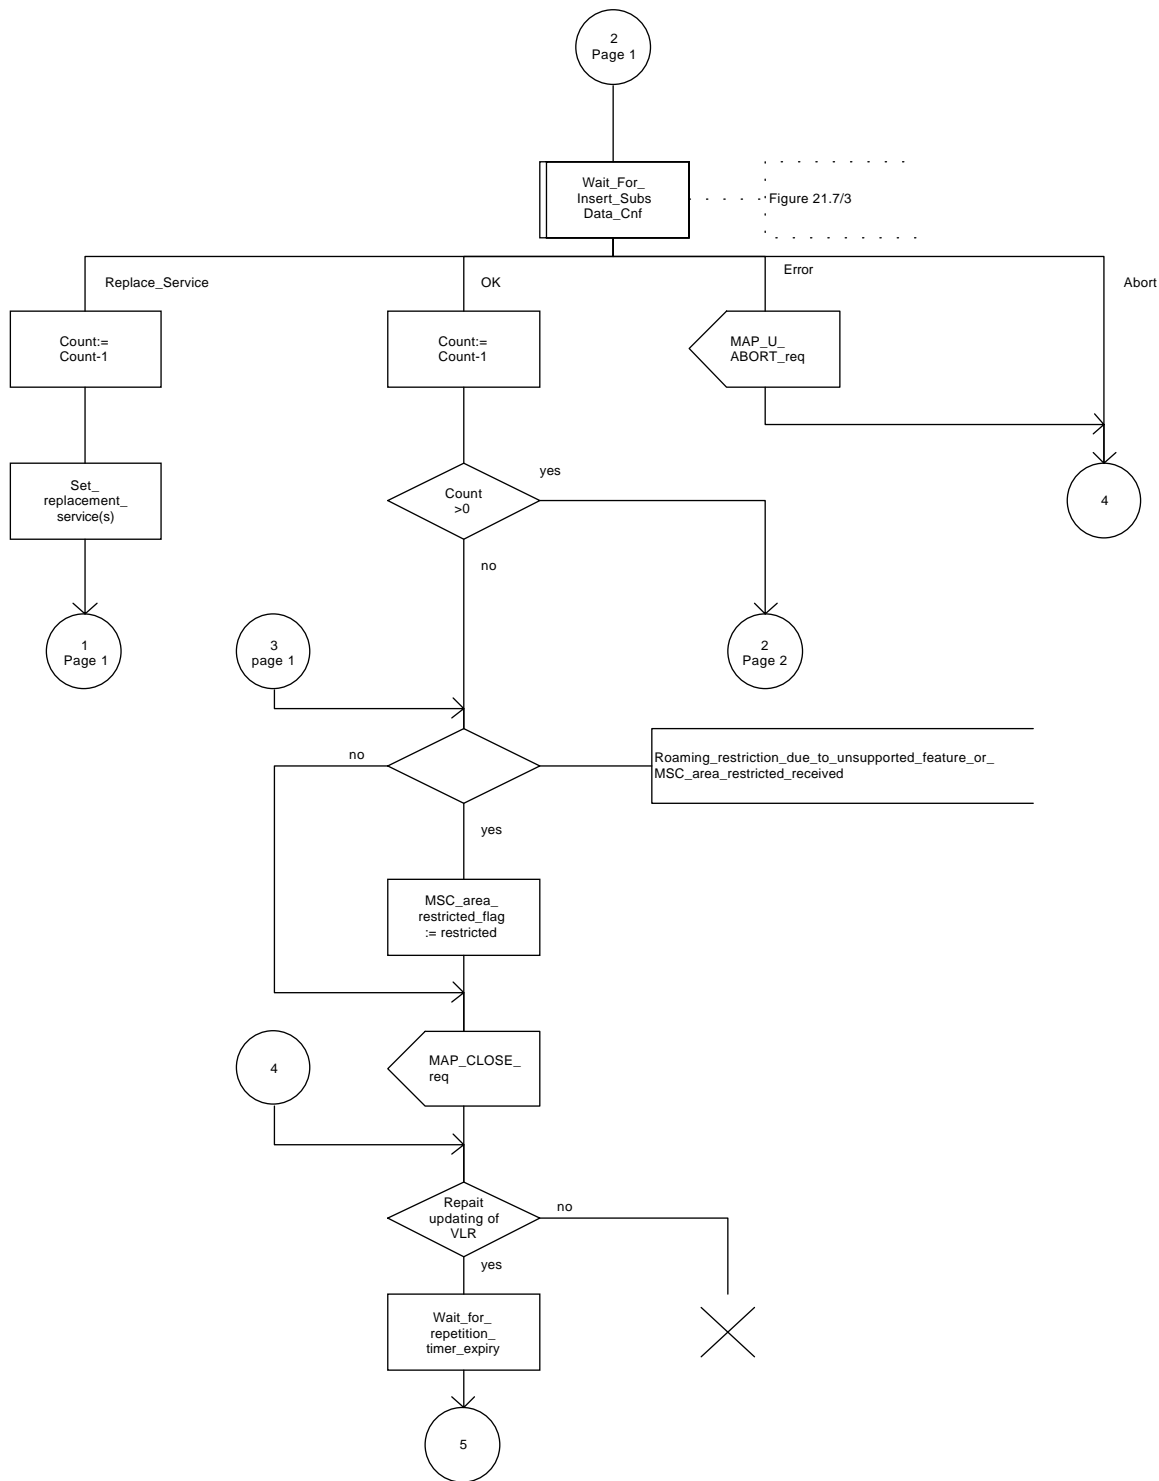 2
Page 1
Wait_For_
Insert_Subs
Data_Cnf
Figure 21.7/3
Replace_Service
OK
Error
Abort
Count:=
Count-1
Count:=
Count-1
MAP_U_
ABORT_req
Set_
replacement_
service(s)
Count
>0
yes
4
no
1
Page 1
3
page 1
2
Page 2
no
Roaming_restriction_due_to_unsupported_feature_or_
MSC_area_restricted_received
yes
MSC_area_
restricted_flag
:= restricted
4
MAP_CLOSE_
req
Repait
updating of
VLR
no
yes
Wait_for_
repetition_
timer_expiry
5